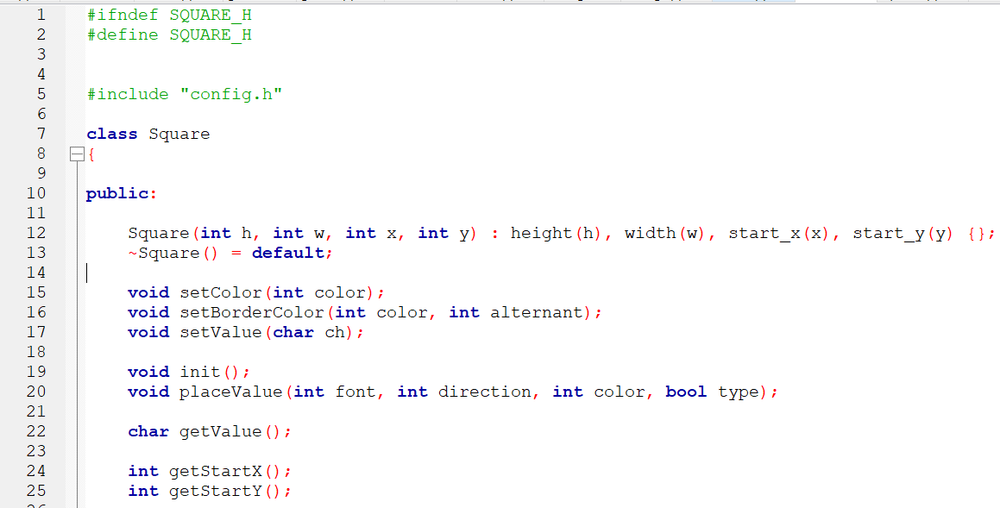 1 #ifndef SQUARE_H
2 #define SQUARE_H
3
4
5 #include "config.h"
6
7 class Square
8 {
9
10 public:
11
12 Square(int h, int w, int x, int y) : height(h), width(w), start_x(x), start_y(y) {};
13 ~Square() = default;
14
15 void setColor(int color);
16 void setBorderColor(int color, int alternant);
17 void setValue(char ch);
18
19 void init();
20 void placeValue(int font, int direction, int color, bool type);
21
22 char getValue();
23
24 int getStartX();
25 int getStartY();